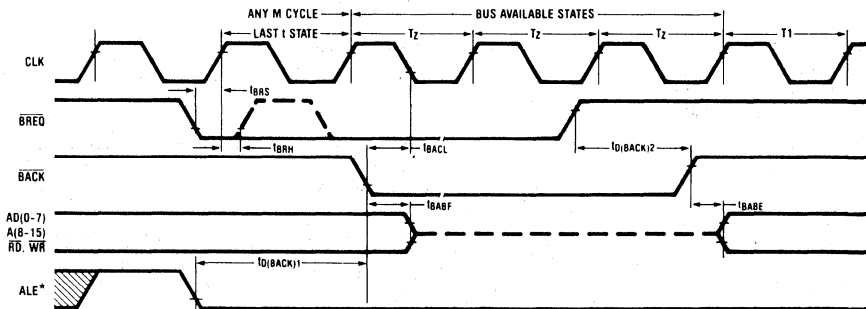 ANY M CYCLE
BUS AVAILABLE STATES
LAST t STATE
TZ
TZ
TZ
T1
CLK
tBRS
BREQ
tBRH
tBACL
tD(BACK)2
BACK
tBABF
tBABE
AD(0-7)
A(8-15)
RD, WR
tD(BACK)1
ALE*